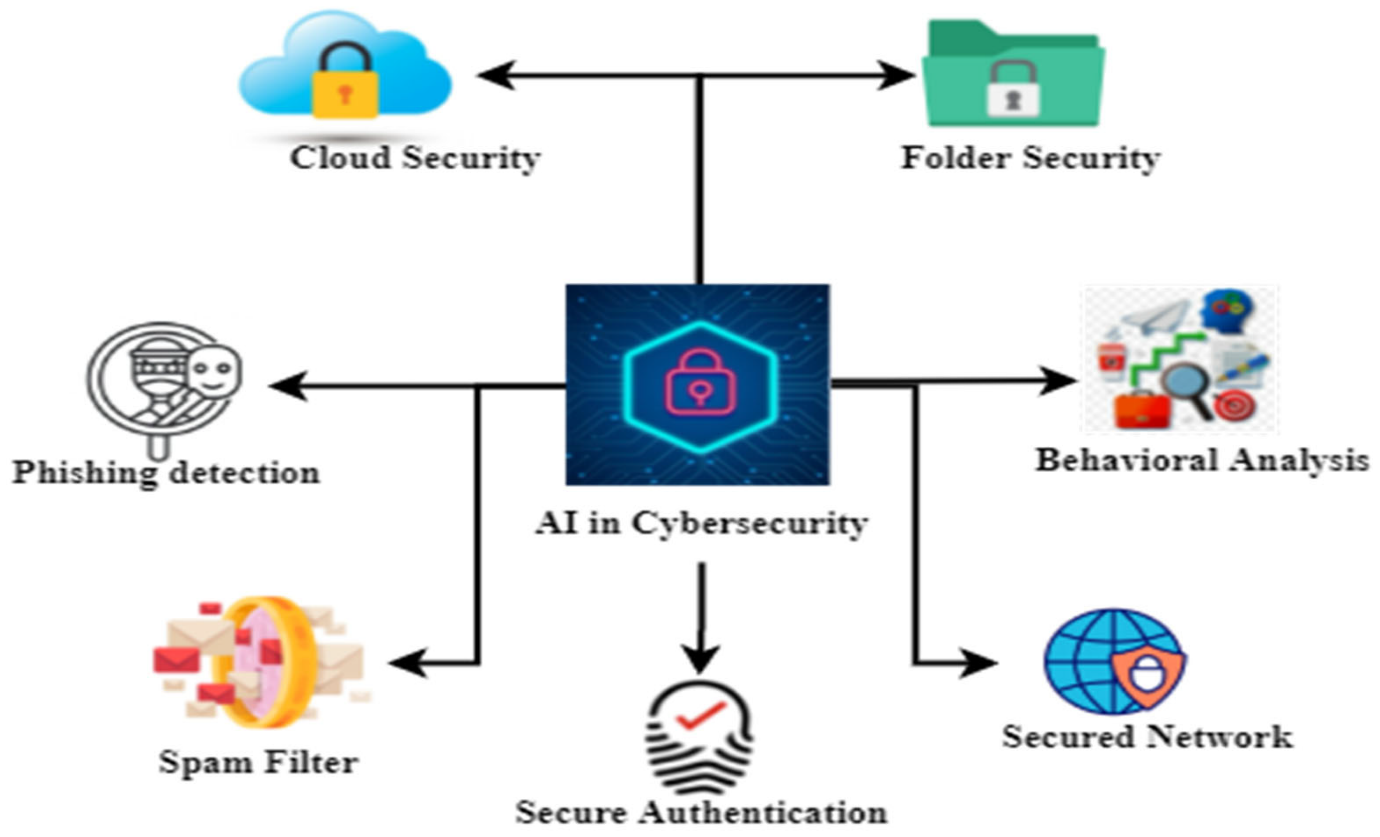 Cloud Security
Folder Security
Phishing detection
Behavioral Analysis
AI in Cybersecurity
Spam Filter
Secured Network
Secure Authentication